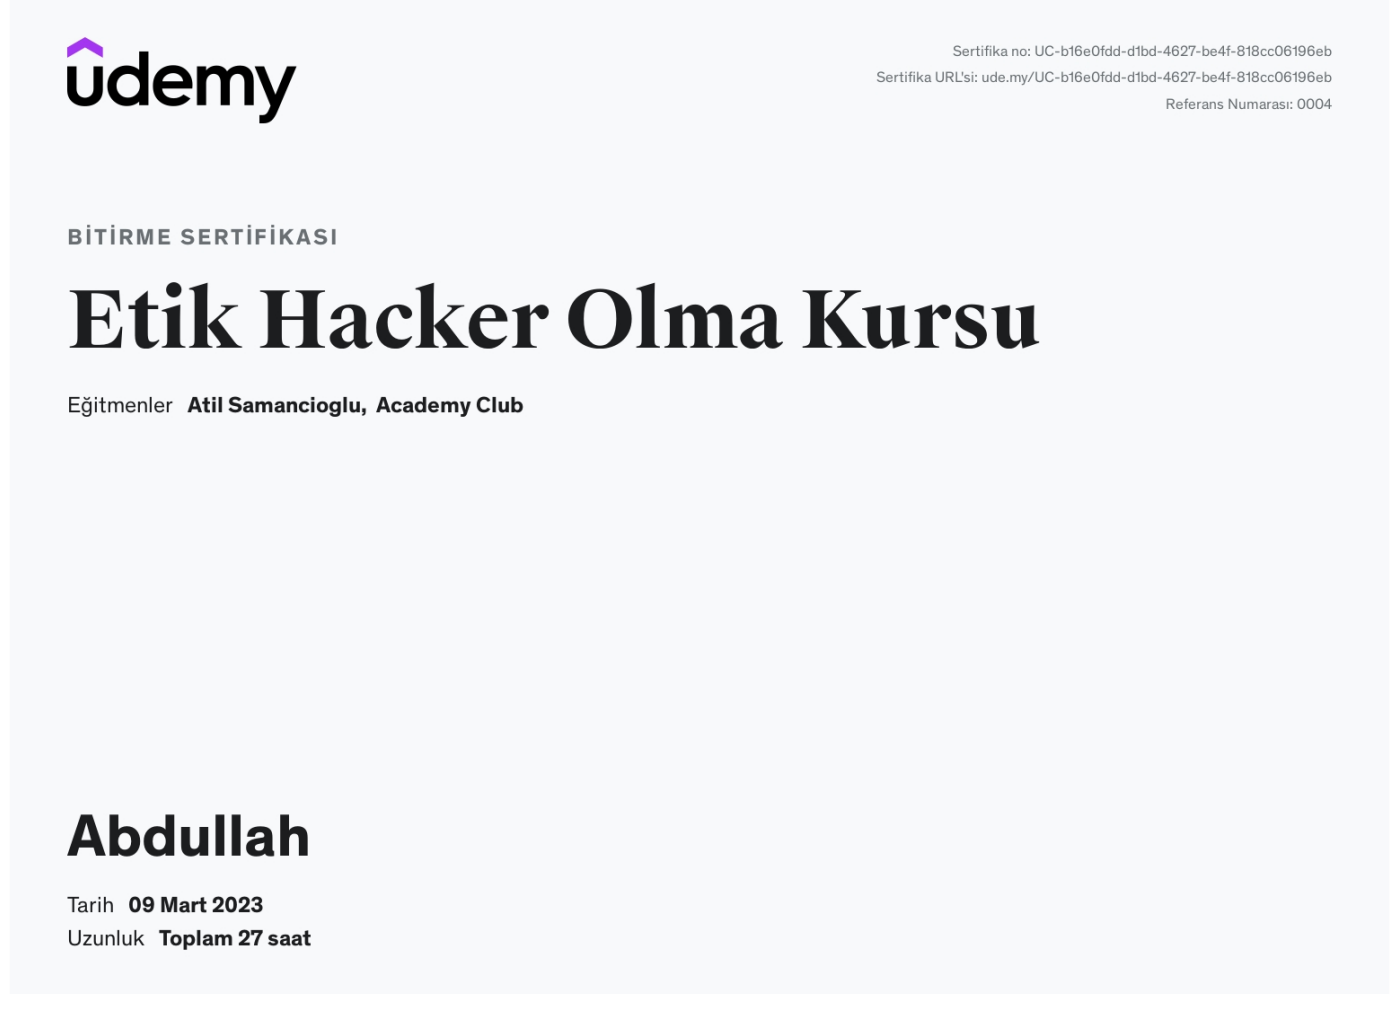 udemy
Sertifika no: UC-b16e0fdd-d1bd-4627-be4f-818cc06196eb
Sertifika URL'si: ude.my/UC-b16e0fdd-d1bd-4627-be4f-818cc06196eb
Referans Numarası: 0004
BİTİRME SERTİFİKASI
Etik Hacker Olma Kursu
Eğitmenler Atil Samancioglu, Academy Club
Abdullah
Tarih 09 Mart 2023
Uzunluk Toplam 27 saat